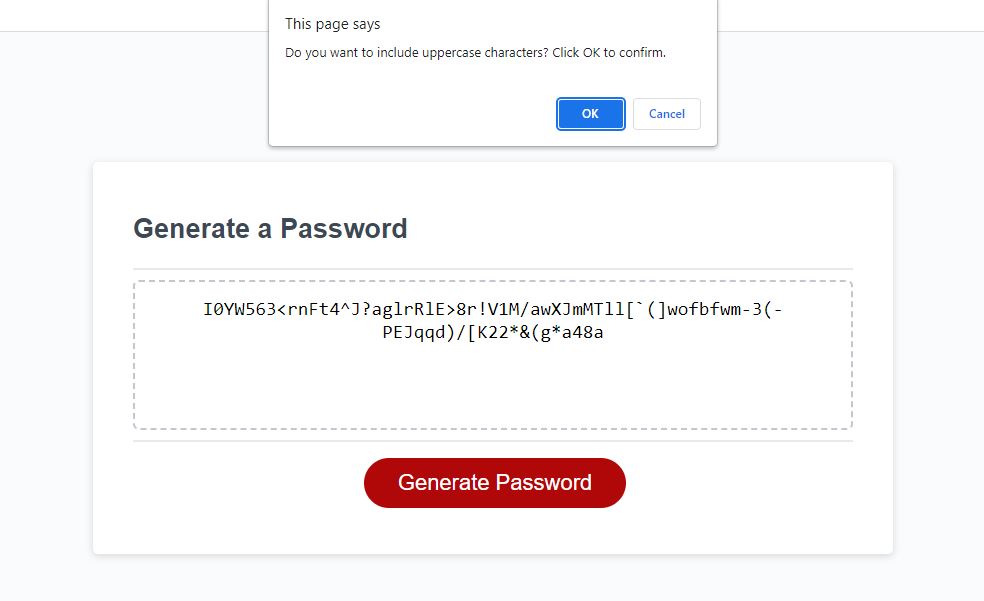 This page says
Do you want to include uppercase characters? Click OK to confirm.
OK
Cancel
Generate a Password
I0YW563<rnFt4^J?aglrRlE>8r!V1M/awXJmMTll[`(]wofbfwm-3(-
PEJqqd)/[K22*&(g*a48a
Generate Password